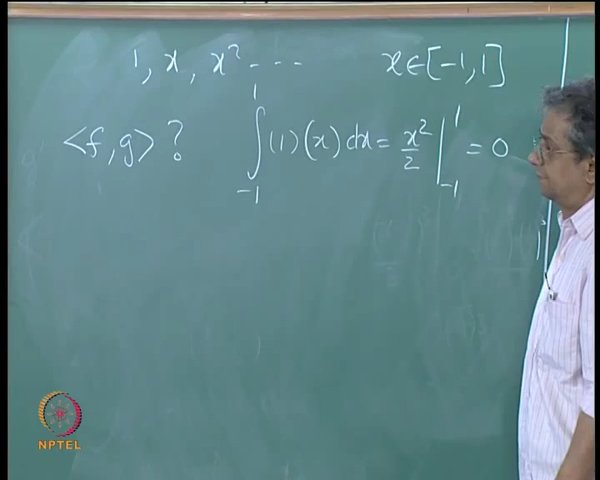 1, x, x² - - - x ∈ [-1, 1]
<f, g> ? ∫₋₁¹ (1)(x) dx = x²/2 |₋₁¹ = 0
NPTEL